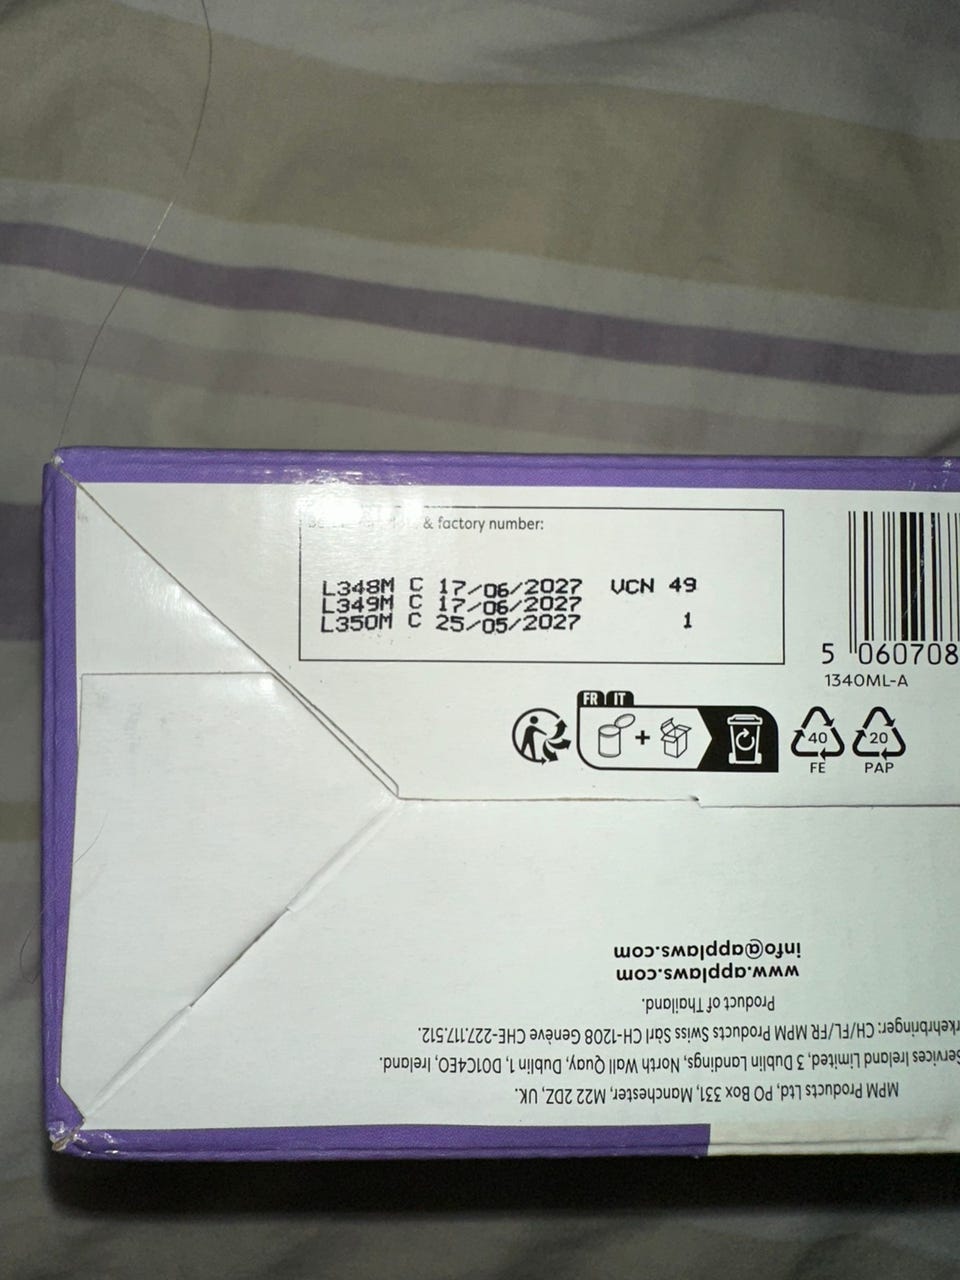 & factory number:
L348M C 17/06/2027 VCN 49
L349M C 17/06/2027
L350M C 25/05/2027 1
5 060708
1340ML-A
FR IT
40
FE
20
PAP
MPM Products Ltd, PO Box 331, Manchester, M22 2DZ, UK.
Services Ireland Limited, 3 Dublin Landings, North Wall Quay, Dublin 1, D01C4E0, Ireland.
rkehrbringer: CH/FL/FR MPM Products Swiss Sàrl CH-1208 Genève CHE-227.117.512.
Product of Thailand.
www.applaws.com
info@applaws.com